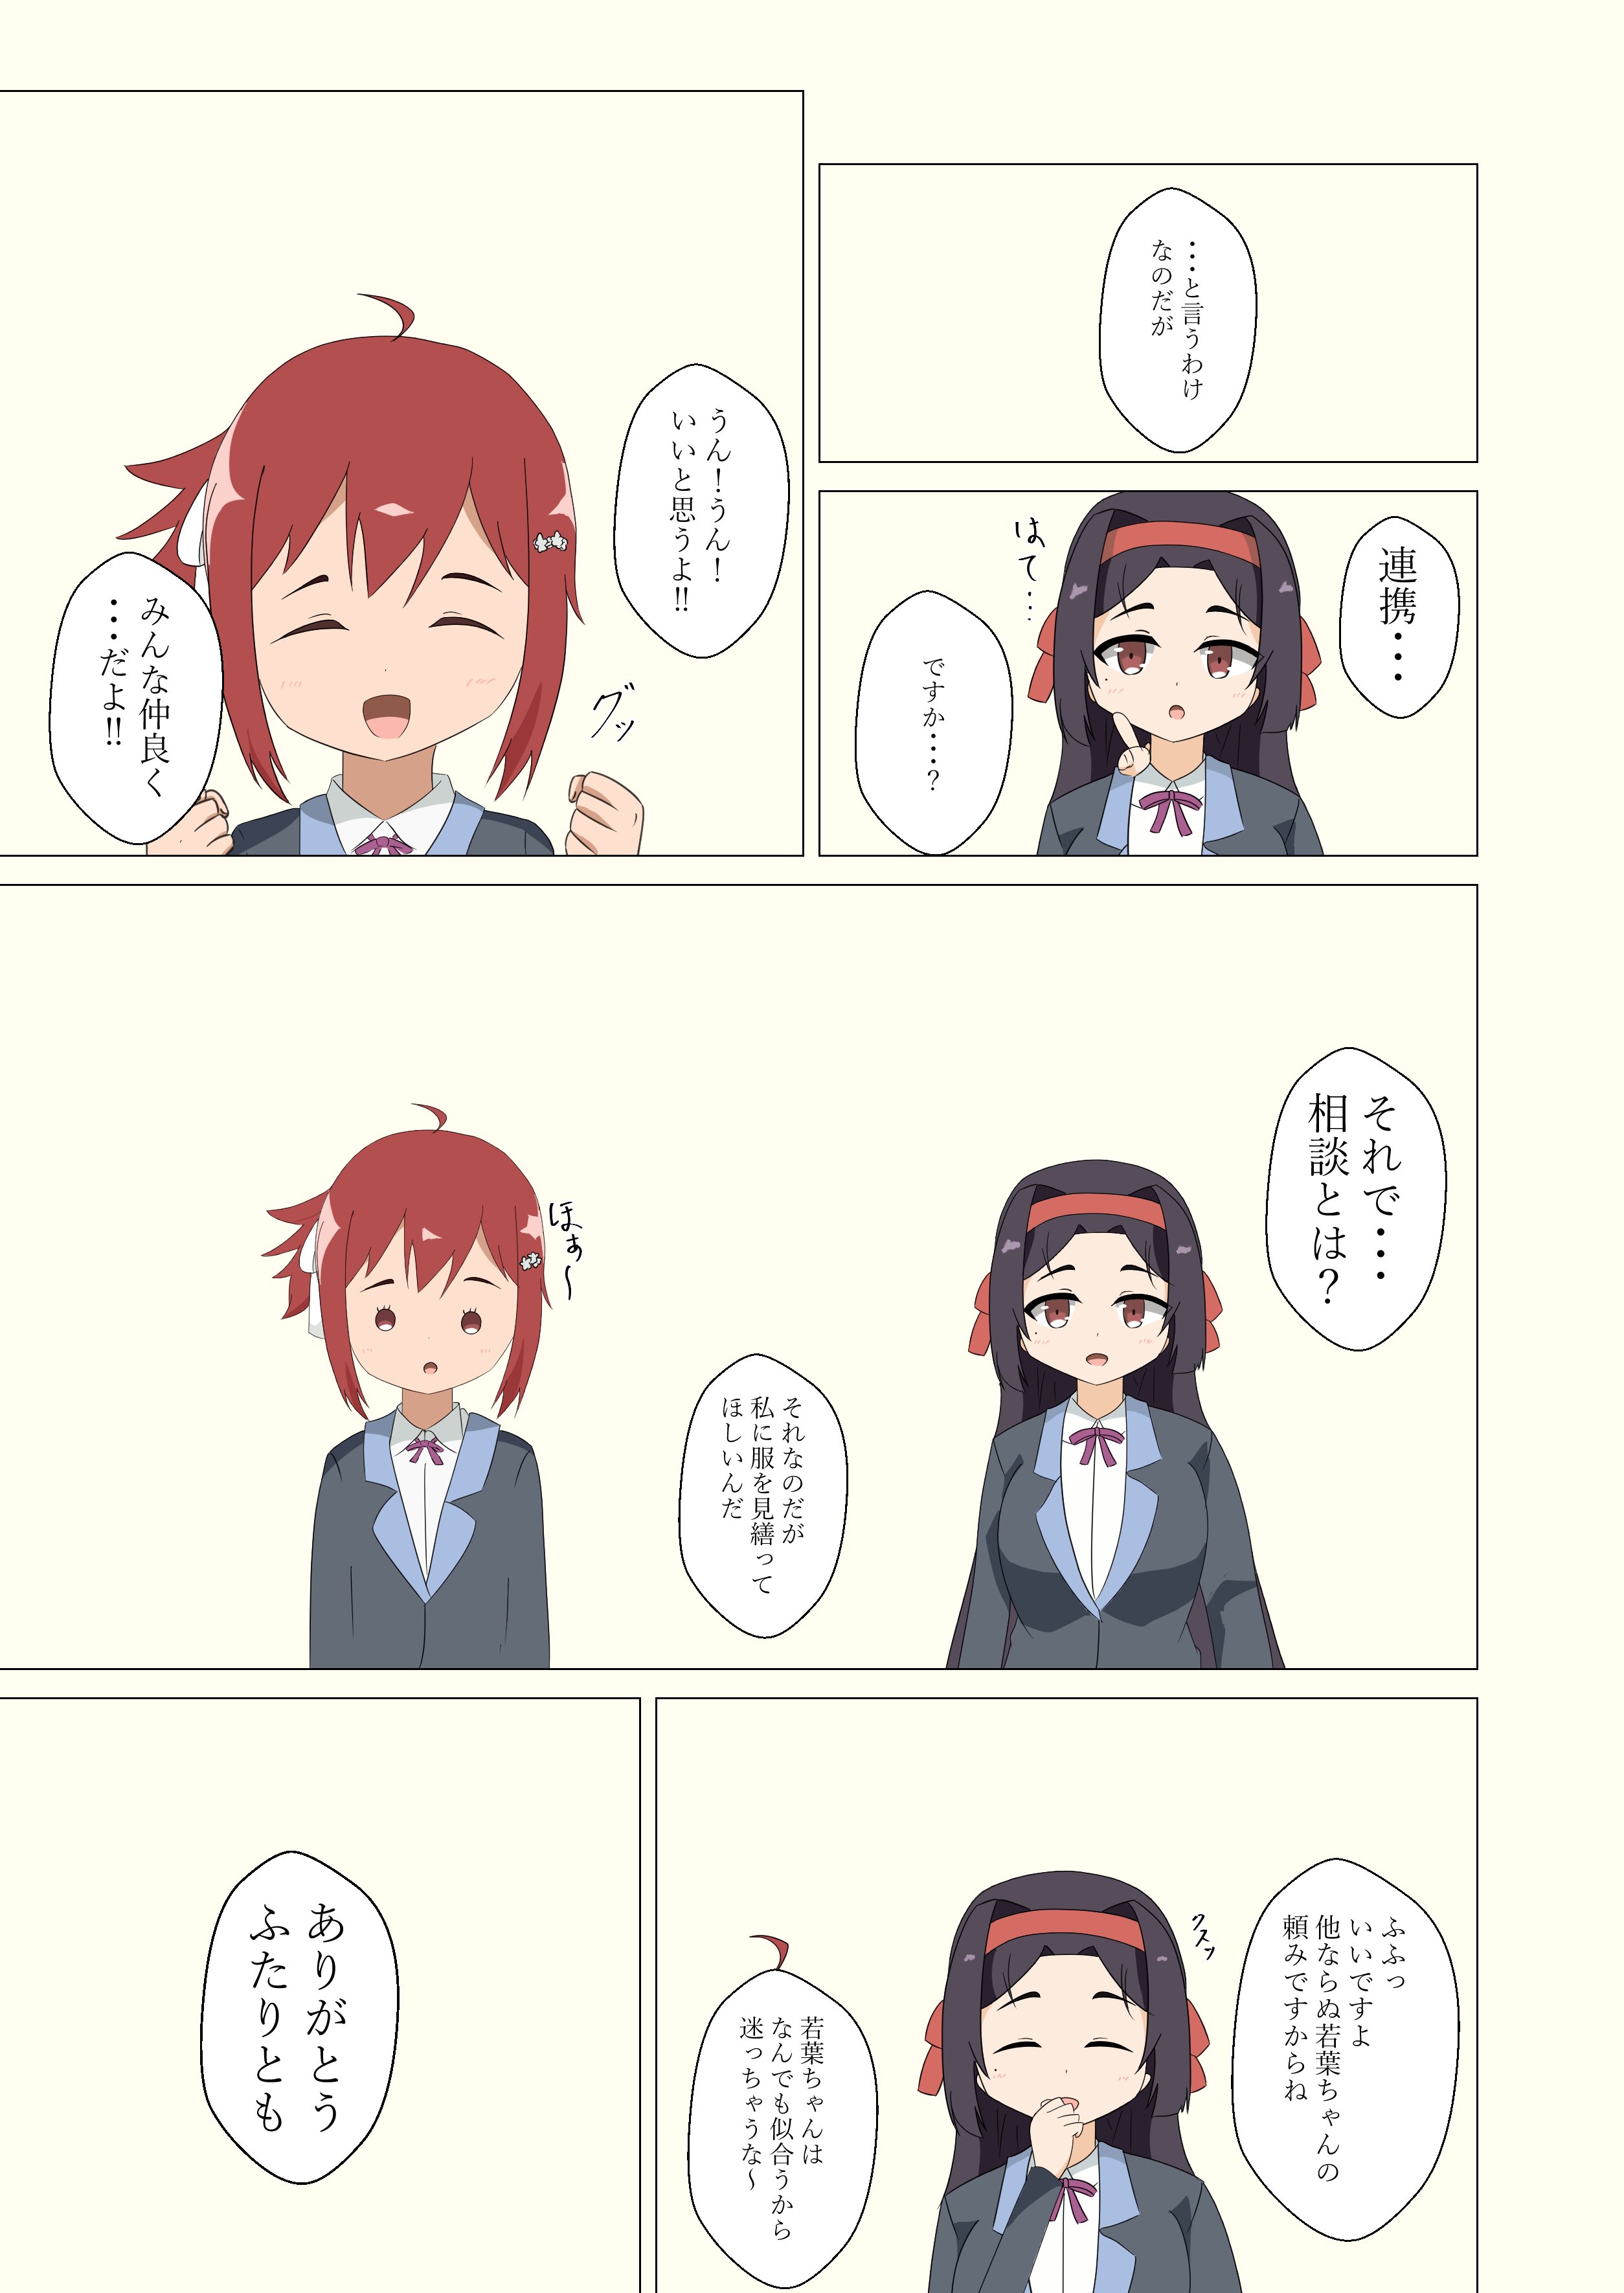 ・・・と言うわけ
なのだが
連携・・・
はて・・・
ですか・・・?
うん!うん!
いいと思うよ!!
グッ
みんな仲良く
・・・だよ!!
それで・・・
相談とは?
それなのだが
私に服を見繕って
ほしいんだ
ほぁ～
ふふっ
いいですよ
他ならぬ若葉ちゃんの
頼みですからね
クスッ
若葉ちゃんは
なんでも似合うから
迷っちゃうな～
ありがとう
ふたりとも